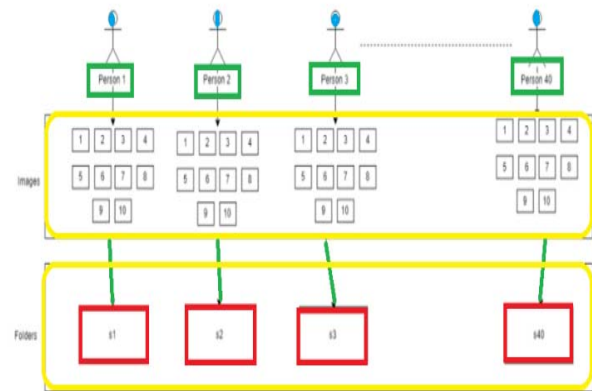 Person 1 Person 2 Person 3 Person 40
1 2 3 4 1 2 3 4 1 2 3 4 1 2 3 4
Images
5 6 7 8 5 6 7 8 5 6 7 8 5 6 7 8
9 10 9 10 9 10 9 10
Folders
s1 s2 s3 s40